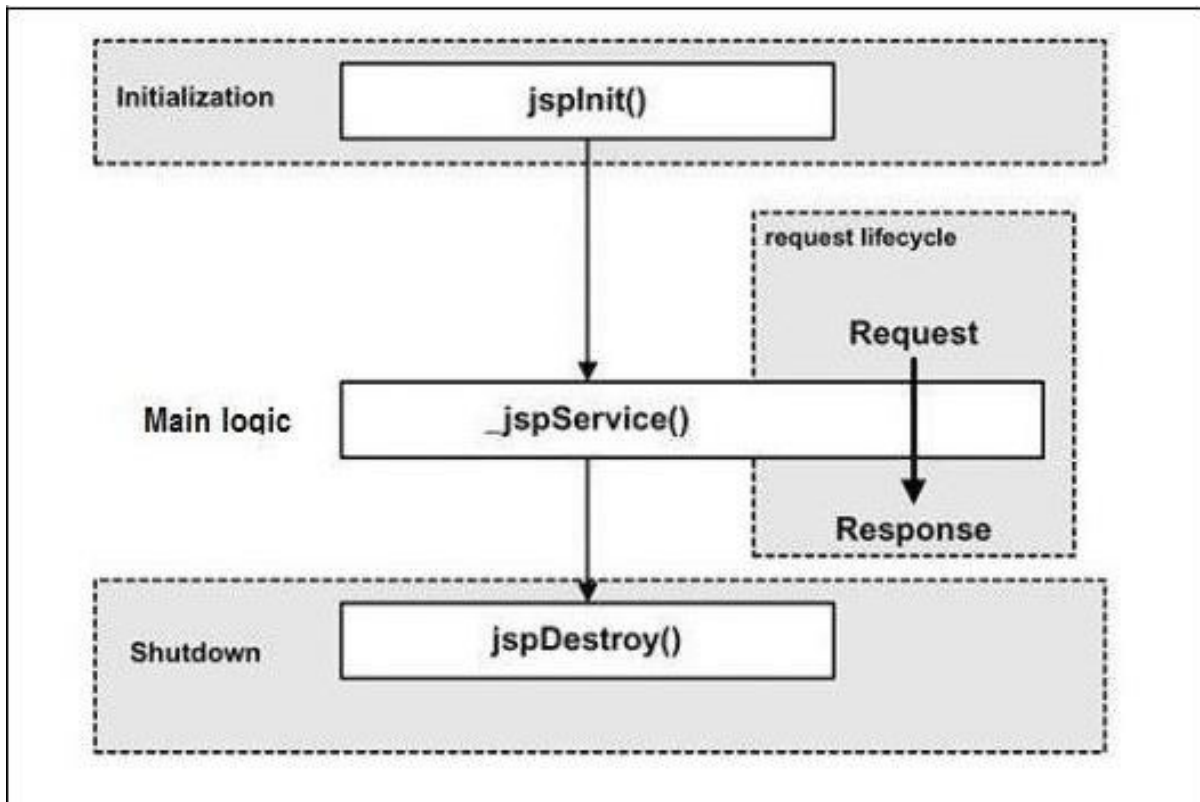 Initialization
jspInit()
request lifecycle
Request
Main logic
_jspService()
Response
Shutdown
jspDestroy()